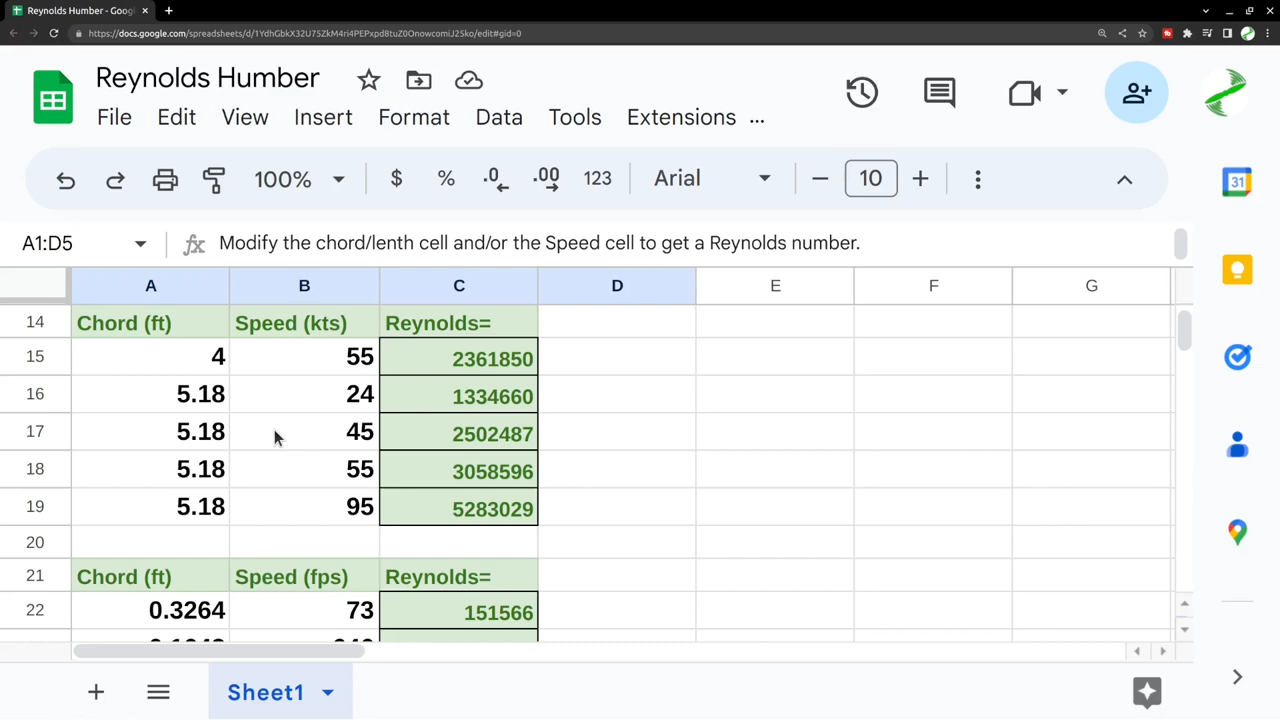 Reynolds Humber - Googl
https://docs.google.com/spreadsheets/d/1YdhGbkX32U75ZkM4ri4PEPxpd8tuZ0OnowcomiJ25ko/edit#gid=0
Reynolds Humber
File Edit View Insert Format Data Tools Extensions ...
100% $ % .0 .00 123 Arial 10
A1:D5 fx Modify the chord/lenth cell and/or the Speed cell to get a Reynolds number.
A B C D E F G
14 Chord (ft) Speed (kts) Reynolds=
15 4 55 2361850
16 5.18 24 1334660
17 5.18 45 2502487
18 5.18 55 3058596
19 5.18 95 5283029
20
21 Chord (ft) Speed (fps) Reynolds=
22 0.3264 73 151566
Sheet1
31